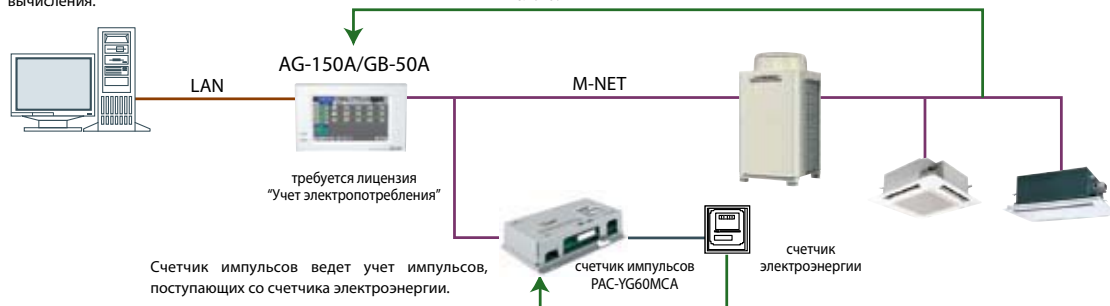 вычисления.
AG-150A/GB-50A
LAN
M-NET
требуется лицензия
"Учет электропотребления"
счетчик
электроэнергии
счетчик импульсов
PAC-YG60MCA
Счетчик импульсов ведет учет импульсов,
поступающих со счетчика электроэнергии.